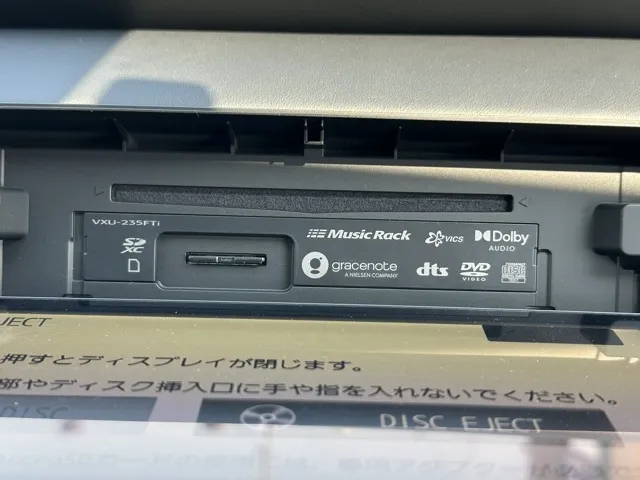 VXU-235FTi
SD XC
Music Rack
VICS
Dolby
AUDIO
gracenote
A NIELSEN COMPANY
dts
DVD
VIDEO
EJECT
押すとディスプレイが閉じます。
部やディスク挿入口に手や指を入れないでください。
DISC
DISC EJECT